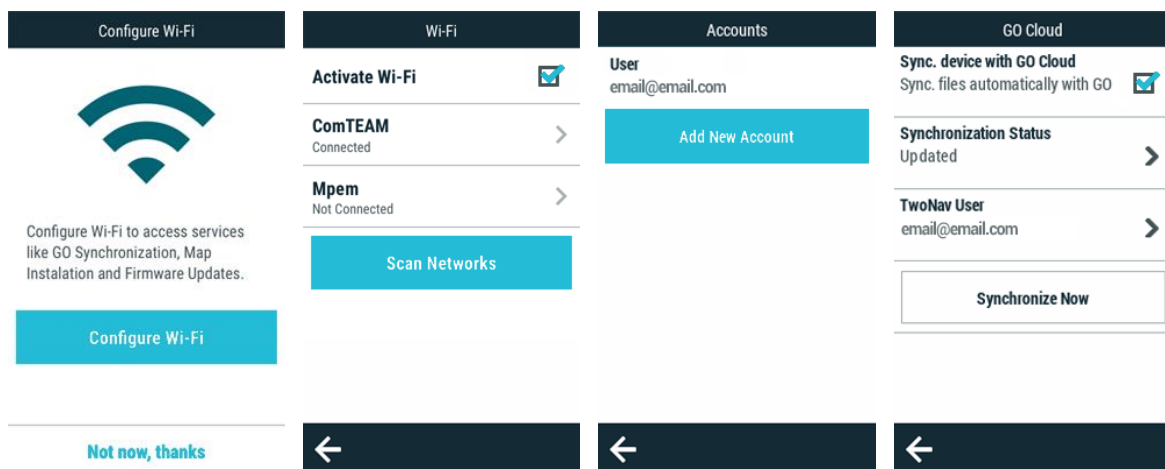 Configure Wi-Fi
Configure Wi-Fi to access services
like GO Synchronization, Map
Instalation and Firmware Updates.
Configure Wi-Fi
Not now, thanks
Wi-Fi
Activate Wi-Fi
ComTEAM
Connected
Mpem
Not Connected
Scan Networks
Accounts
User
email@email.com
Add New Account
GO Cloud
Sync. device with GO Cloud
Sync. files automatically with GO
Synchronization Status
Updated
TwoNav User
email@email.com
Synchronize Now